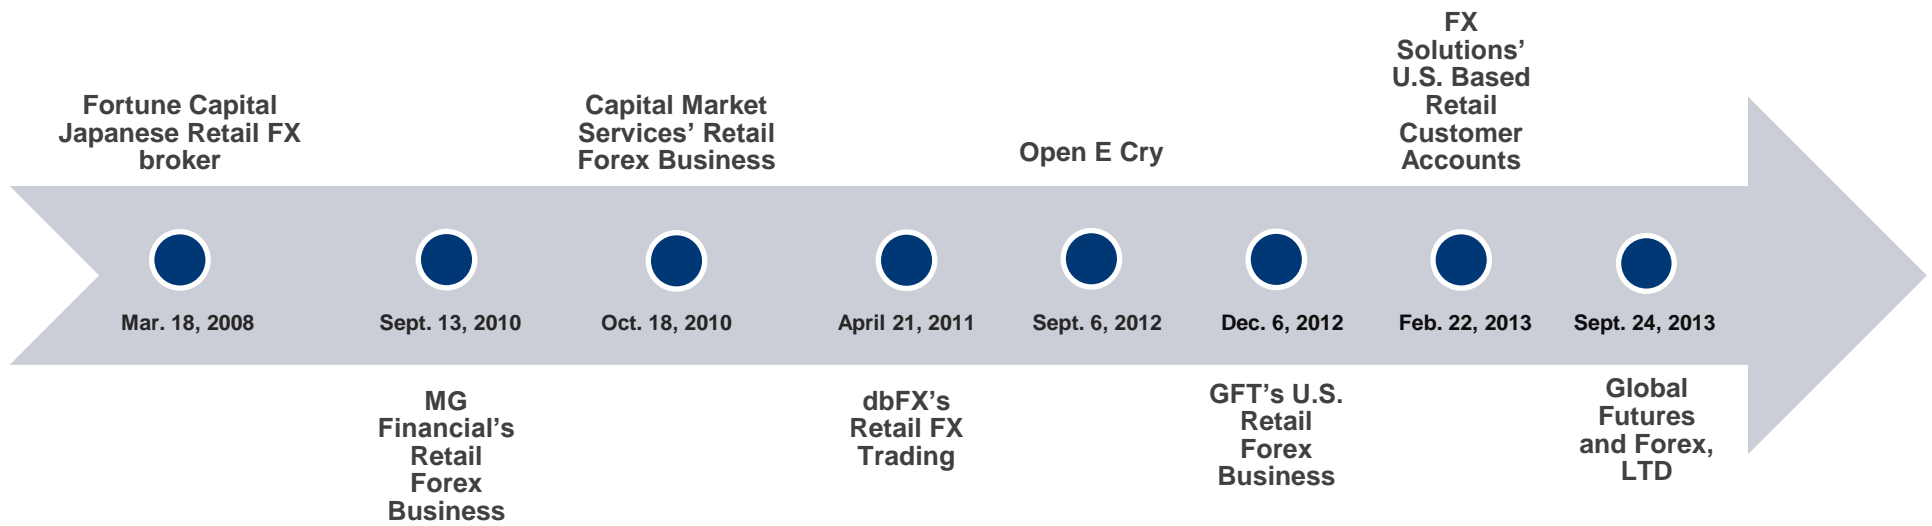 Fortune Capital
Japanese Retail FX
broker
Capital Market
Services’ Retail
Forex Business
Open E Cry
FX
Solutions’
U.S. Based
Retail
Customer
Accounts
Mar. 18, 2008
Sept. 13, 2010
Oct. 18, 2010
April 21, 2011
Sept. 6, 2012
Dec. 6, 2012
Feb. 22, 2013
Sept. 24, 2013
MG
Financial’s
Retail
Forex
Business
dbFX’s
Retail FX
Trading
GFT’s U.S.
Retail
Forex
Business
Global
Futures
and Forex,
LTD